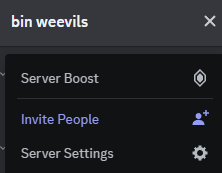 bin weevils
Server Boost
Invite People
Server Settings